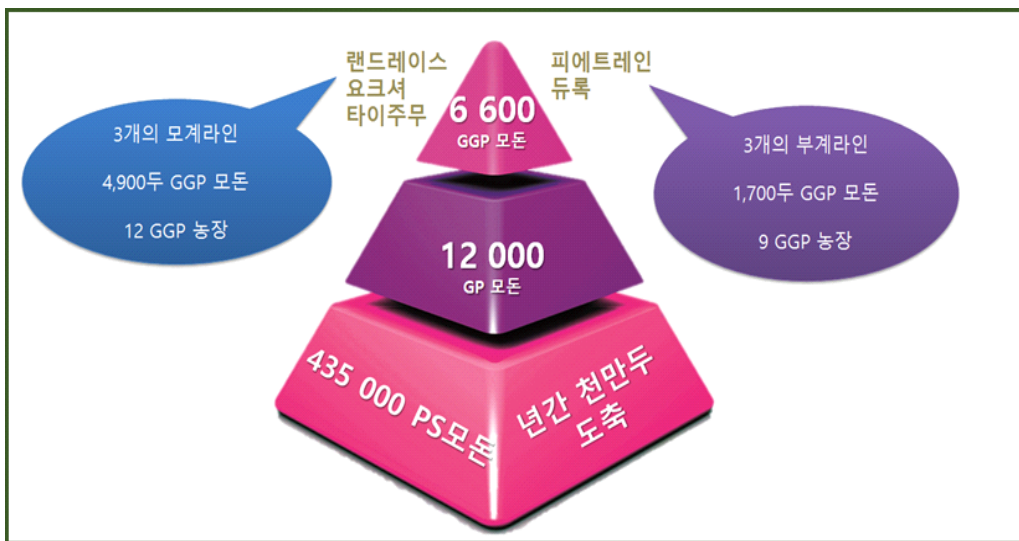 랜드레이스
요크셔
타이주무
피에트레인
듀록
3개의 모계라인
4,900두 GGP 모돈
12 GGP 농장
6 600
GGP 모돈
3개의 부계라인
1,700두 GGP 모돈
9 GGP 농장
12 000
GP 모돈
435 000 PS모돈
년간 천만두
도축